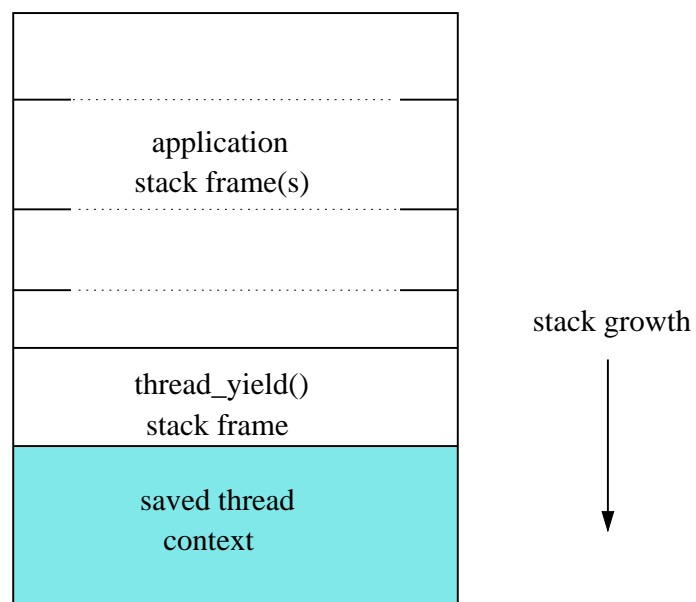 application
stack frame(s)
stack growth
thread_yield()
stack frame
saved thread
context